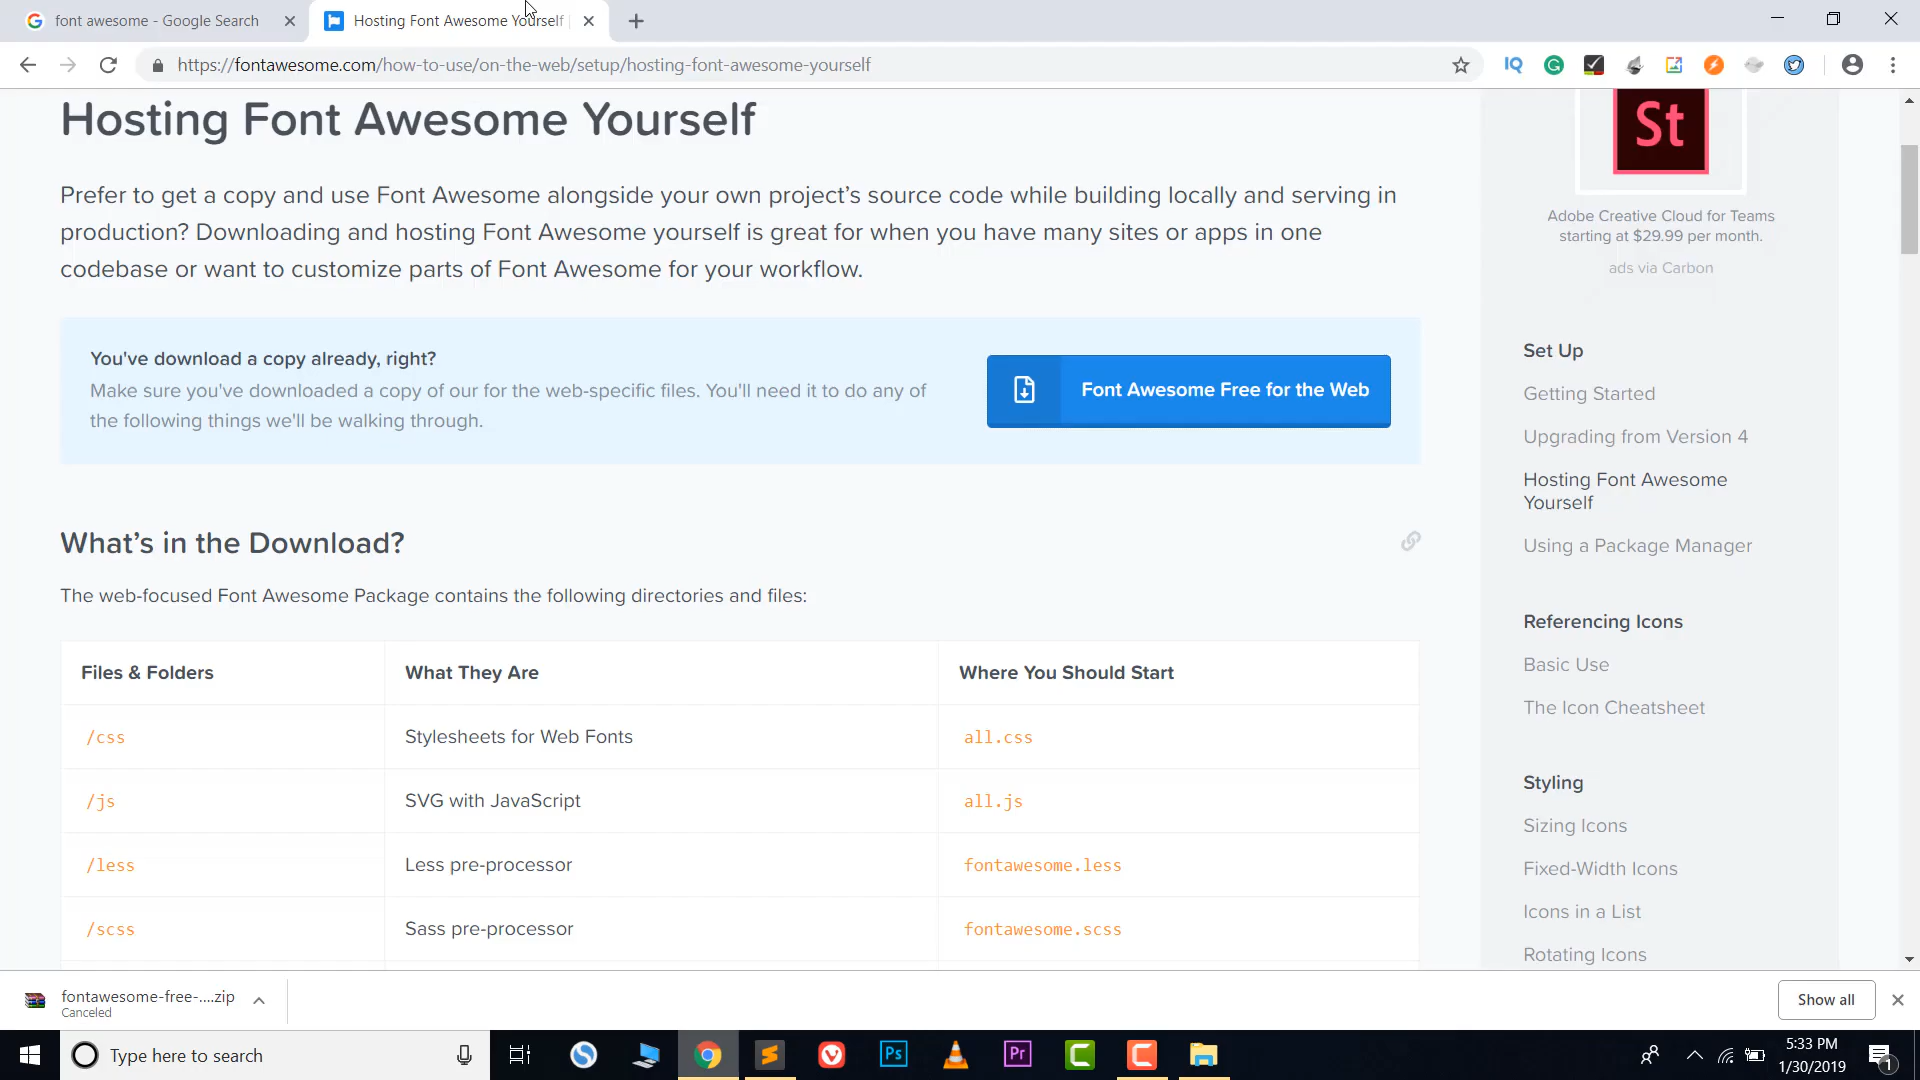 font awesome - Google Search
Hosting Font Awesome Yourself
https://fontawesome.com/how-to-use/on-the-web/setup/hosting-font-awesome-yourself
IQ
Hosting Font Awesome Yourself
Prefer to get a copy and use Font Awesome alongside your own project’s source code while building locally and serving in
production? Downloading and hosting Font Awesome yourself is great for when you have many sites or apps in one
codebase or want to customize parts of Font Awesome for your workflow.
You've download a copy already, right?
Make sure you've downloaded a copy of our for the web-specific files. You'll need it to do any of
the following things we'll be walking through.
Font Awesome Free for the Web
What’s in the Download?
The web-focused Font Awesome Package contains the following directories and files:
Files & Folders What They Are Where You Should Start
/css Stylesheets for Web Fonts all.css
/js SVG with JavaScript all.js
/less Less pre-processor fontawesome.less
/scss Sass pre-processor fontawesome.scss
St
Adobe Creative Cloud for Teams
starting at $29.99 per month.
ads via Carbon
Set Up
Getting Started
Upgrading from Version 4
Hosting Font Awesome
Yourself
Using a Package Manager
Referencing Icons
Basic Use
The Icon Cheatsheet
Styling
Sizing Icons
Fixed-Width Icons
Icons in a List
Rotating Icons
fontawesome-free-....zip
Canceled
Show all
Type here to search
Ps
Pr
5:33 PM
1/30/2019
1